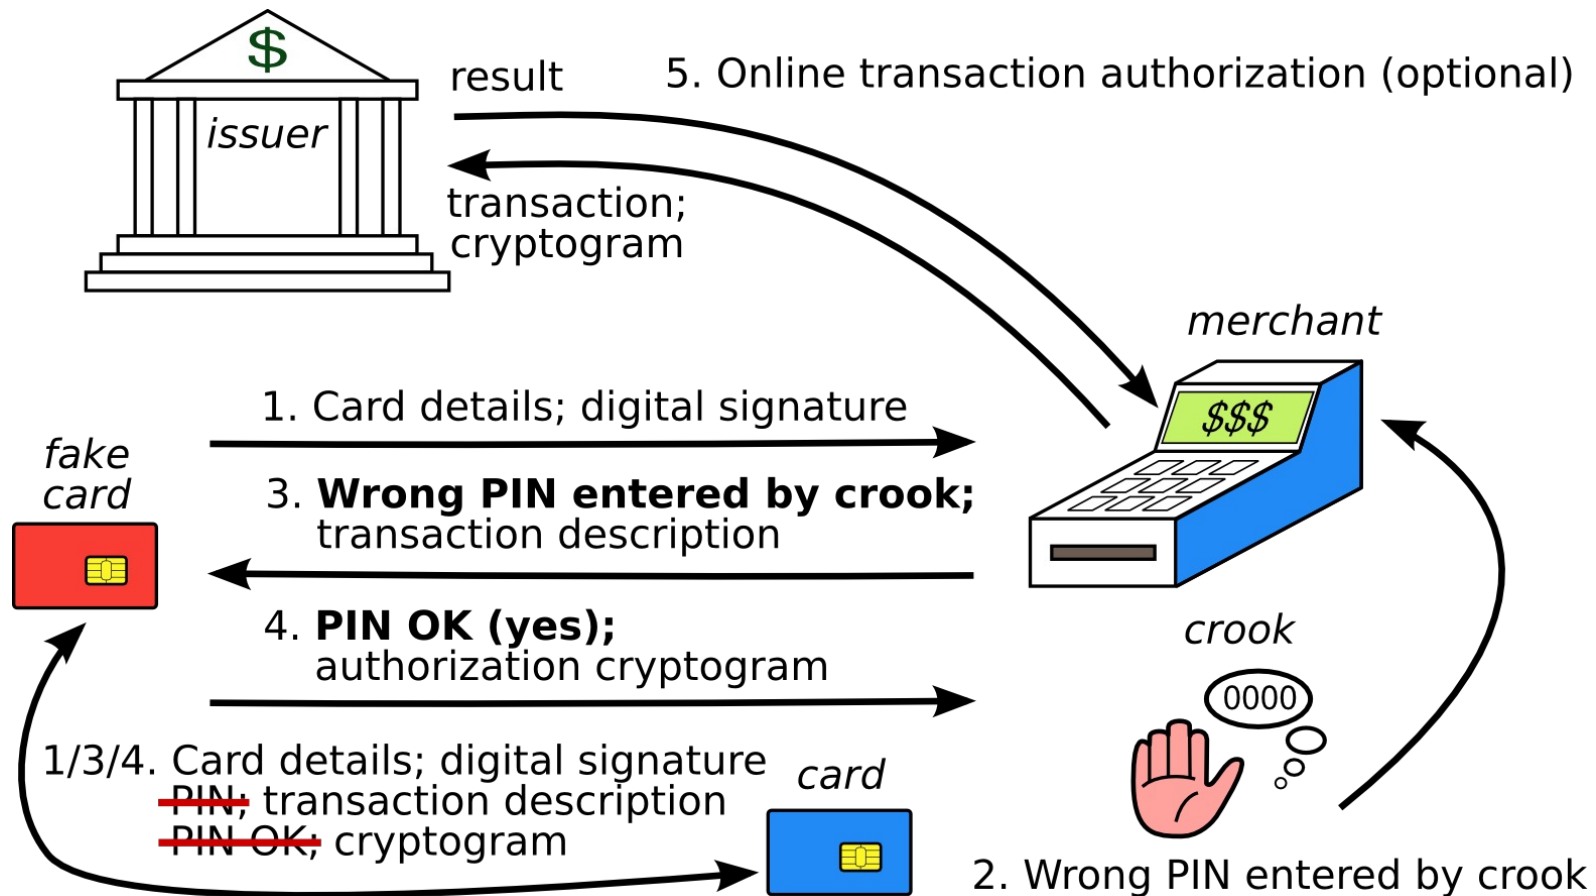 $
issuer
result
5. Online transaction authorization (optional)
transaction;
cryptogram
merchant
$$$
1. Card details; digital signature
fake
card
3. Wrong PIN entered by crook;
transaction description
4. PIN OK (yes);
authorization cryptogram
crook
0000
1/3/4. Card details; digital signature
PIN; transaction description
PIN OK; cryptogram
card
2. Wrong PIN entered by crook